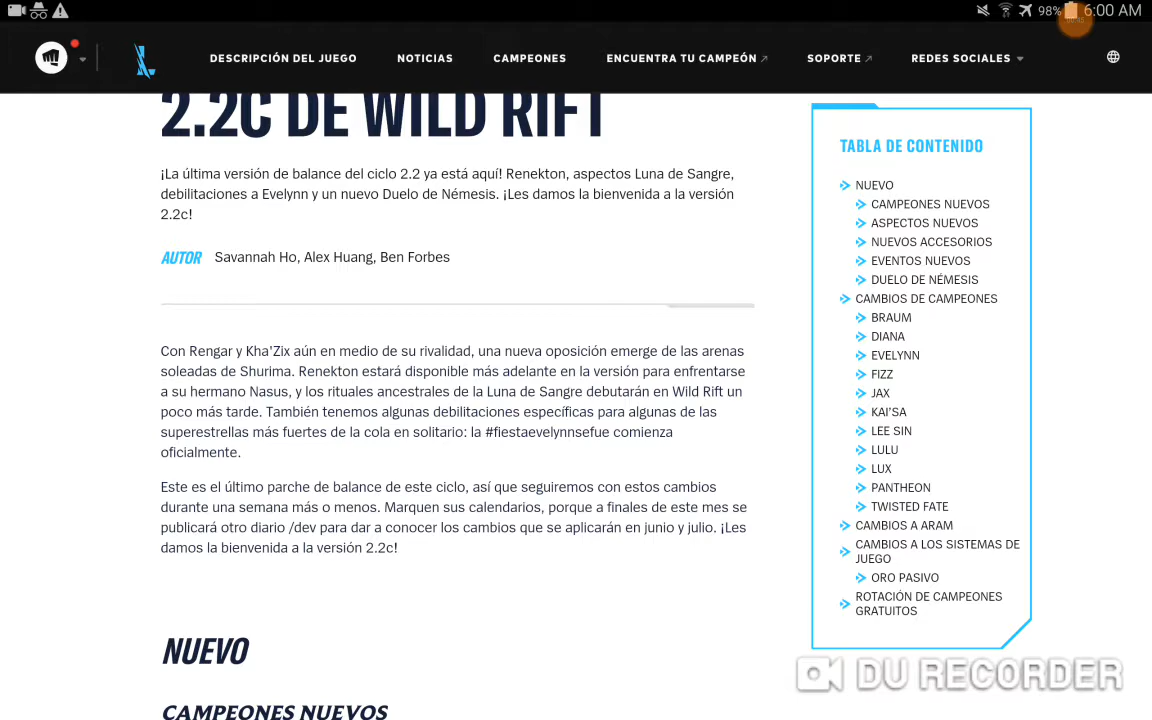 98% 6:00 AM
DESCRIPCIÓN DEL JUEGO NOTICIAS CAMPEONES ENCUENTRA TU CAMPEÓN SOPORTE REDES SOCIALES
2.2C DE WILD RIFT
¡La última versión de balance del ciclo 2.2 ya está aquí! Renekton, aspectos Luna de Sangre,
debilitaciones a Evelynn y un nuevo Duelo de Némesis. ¡Les damos la bienvenida a la versión
2.2c!
AUTOR Savannah Ho, Alex Huang, Ben Forbes
Con Rengar y Kha'Zix aún en medio de su rivalidad, una nueva oposición emerge de las arenas
soleadas de Shurima. Renekton estará disponible más adelante en la versión para enfrentarse
a su hermano Nasus, y los rituales ancestrales de la Luna de Sangre debutarán en Wild Rift un
poco más tarde. También tenemos algunas debilitaciones específicas para algunas de las
superestrellas más fuertes de la cola en solitario: la #fiestaevelynnsefue comienza
oficialmente.
Este es el último parche de balance de este ciclo, así que seguiremos con estos cambios
durante una semana más o menos. Marquen sus calendarios, porque a finales de este mes se
publicará otro diario /dev para dar a conocer los cambios que se aplicarán en junio y julio. ¡Les
damos la bienvenida a la versión 2.2c!
NUEVO
CAMPEONES NUEVOS
TABLA DE CONTENIDO
NUEVO
CAMPEONES NUEVOS
ASPECTOS NUEVOS
NUEVOS ACCESORIOS
EVENTOS NUEVOS
DUELO DE NÉMESIS
CAMBIOS DE CAMPEONES
BRAUM
DIANA
EVELYNN
FIZZ
JAX
KAI'SA
LEE SIN
LULU
LUX
PANTHEON
TWISTED FATE
CAMBIOS A ARAM
CAMBIOS A LOS SISTEMAS DE
JUEGO
ORO PASIVO
ROTACIÓN DE CAMPEONES
GRATUITOS
DU RECORDER